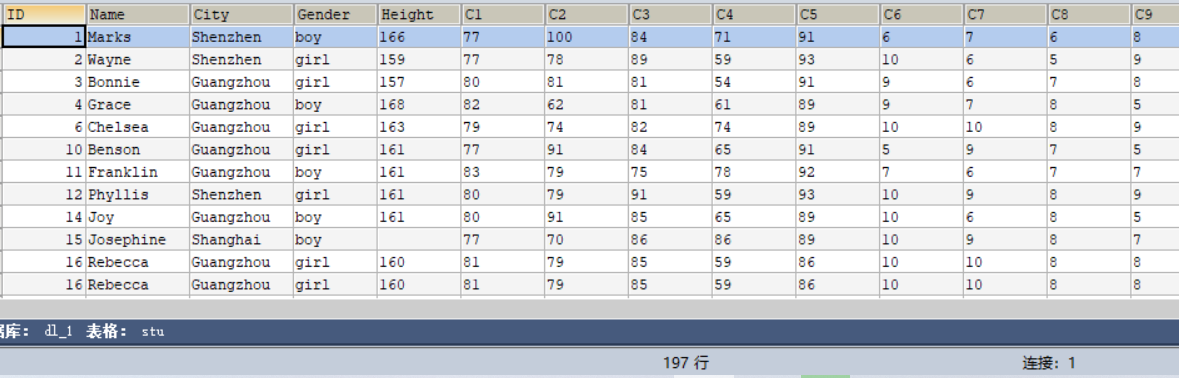 ID Name City Gender Height C1 C2 C3 C4 C5 C6 C7 C8 C9
1 Marks Shenzhen boy 166 77 100 84 71 91 6 7 6 8
2 Wayne Shenzhen girl 159 77 78 89 59 93 10 6 5 9
3 Bonnie Guangzhou girl 157 80 81 81 54 91 9 6 7 8
4 Grace Guangzhou boy 168 82 62 81 61 89 9 7 8 5
6 Chelsea Guangzhou girl 163 79 74 82 74 89 10 10 8 9
10 Benson Guangzhou girl 161 77 91 84 65 91 5 9 7 5
11 Franklin Guangzhou boy 161 83 79 75 78 92 7 6 7 7
12 Phyllis Shenzhen girl 161 80 79 91 59 93 10 9 8 9
14 Joy Guangzhou boy 161 80 91 85 65 89 10 6 8 5
15 Josephine Shanghai boy 77 70 86 86 89 10 9 8 7
16 Rebecca Guangzhou girl 160 81 79 85 59 86 10 10 8 8
16 Rebecca Guangzhou girl 160 81 79 85 59 86 10 10 8 8
库: dl_1 表格: stu
197 行 连接: 1